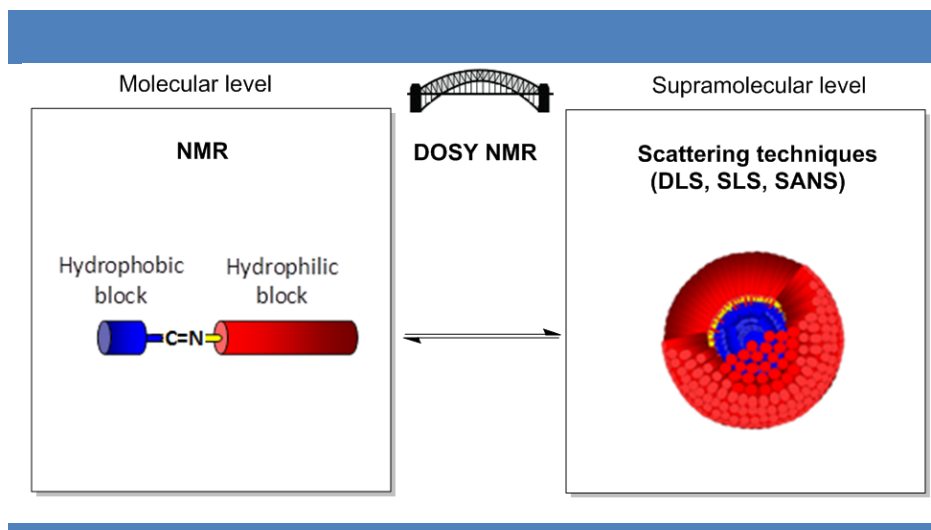 Molecular level
NMR
Hydrophobic
block
Hydrophilic
block
C=N
DOSY NMR
Supramolecular level
Scattering techniques
(DLS, SLS, SANS)